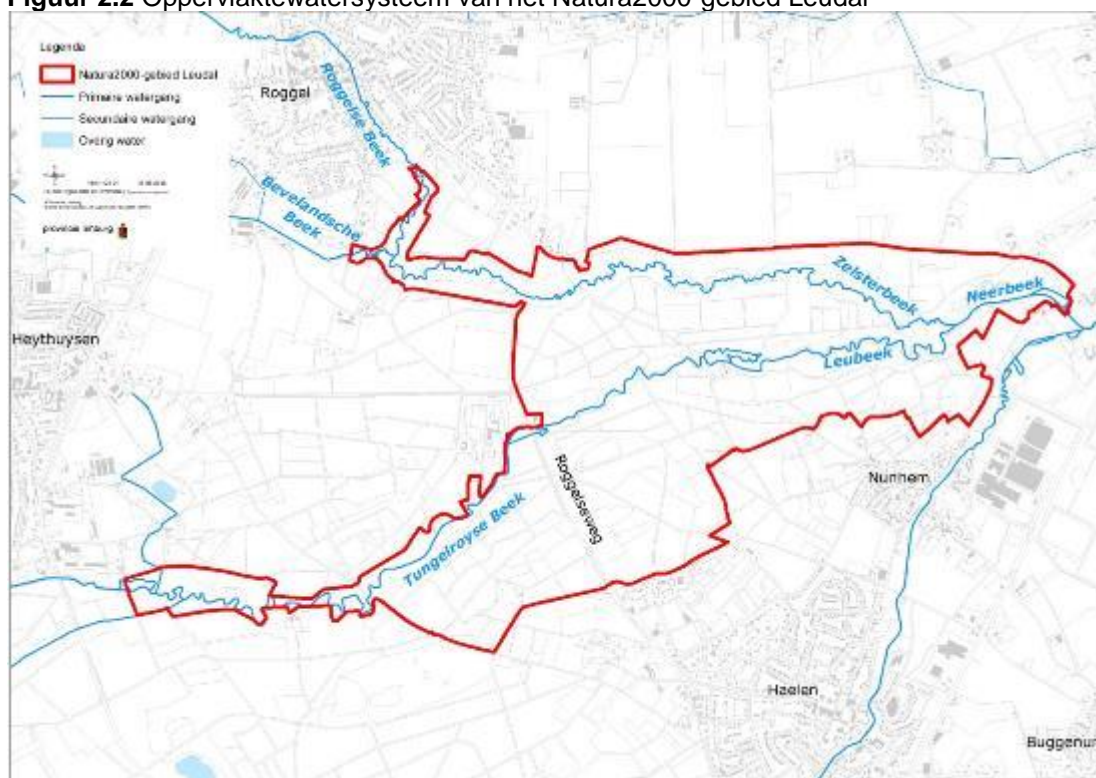 Figuur 2.2 Oppervlaktewatersysteem van het Natura2000-gebied Leudal
Legenda
Natura2000-gebied Leudal
Primaire watergang
Secundaire watergang
Overig water
provincie limburg
Roggel
Roggelse Beek
Bevelandsche
Beek
Zelsterbeek
Neerbeek
Heythuysen
Leubeek
Roggelseweg
Nunhem
Tungelroyse Beek
Haelen
Buggenum